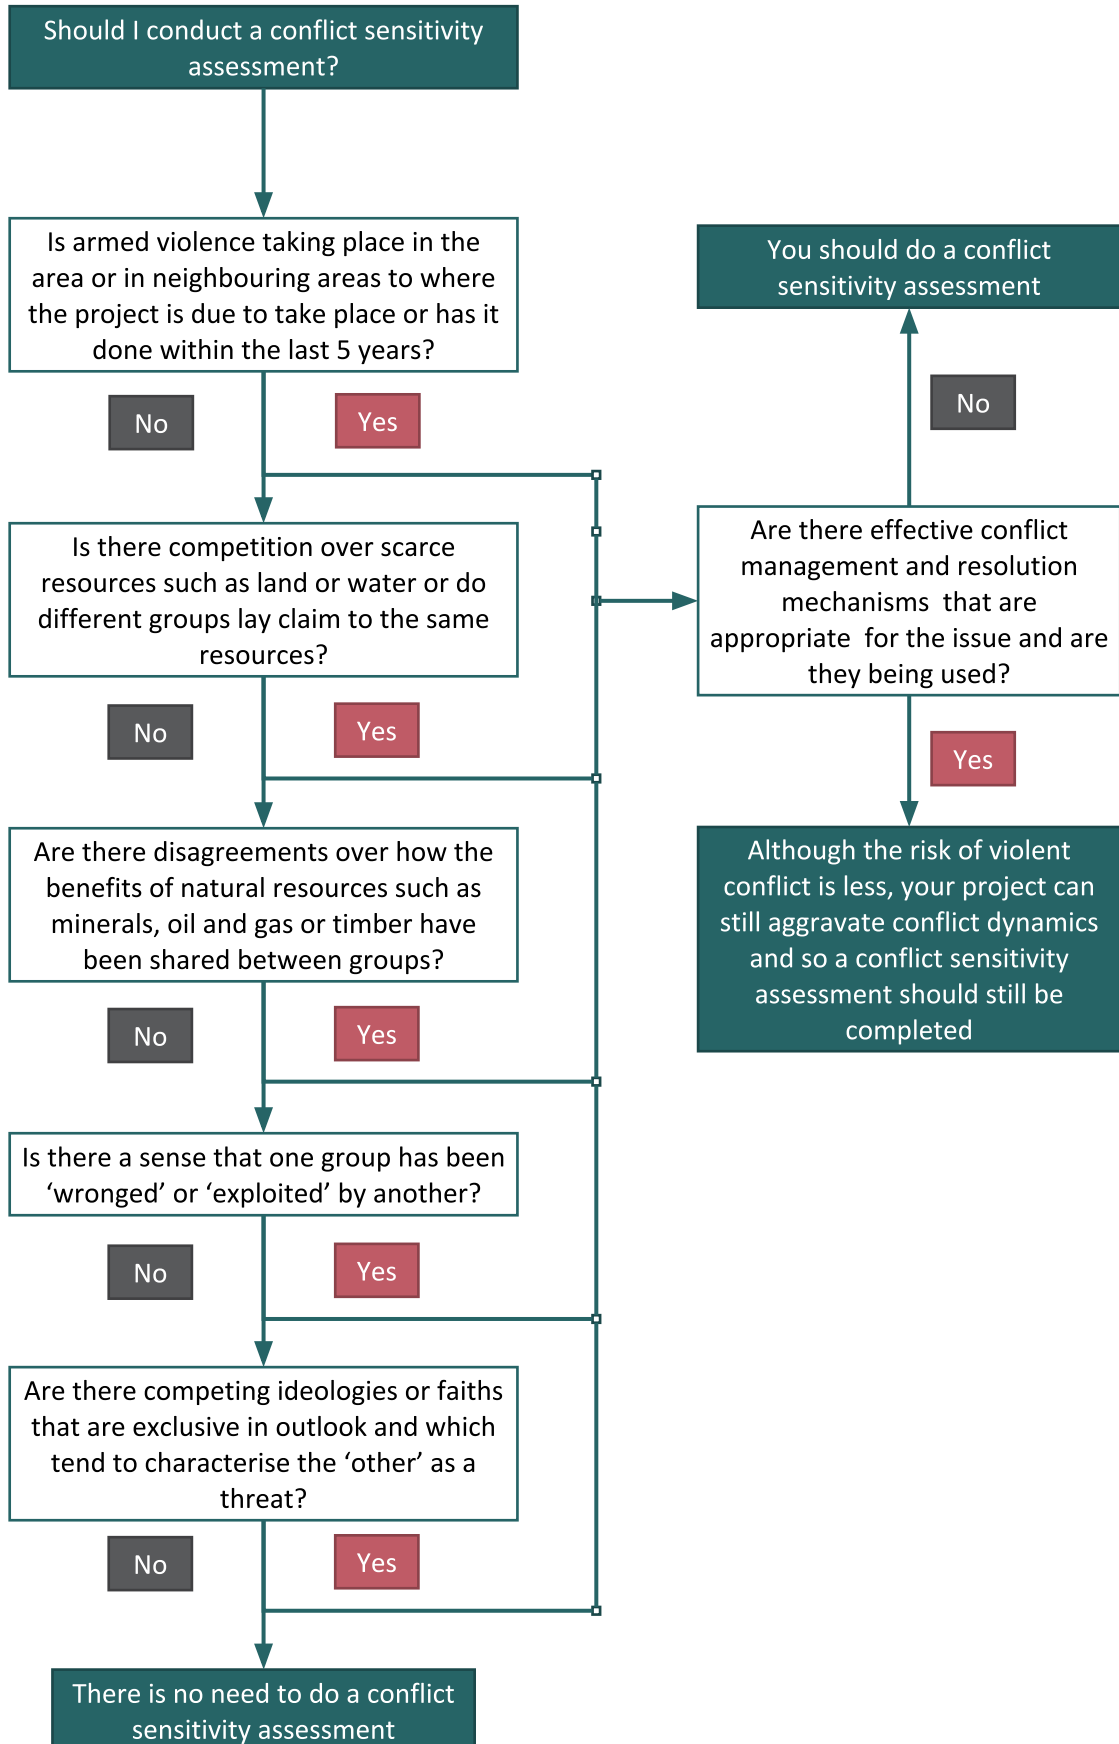 Should I conduct a conflict sensitivity
assessment?
Is armed violence taking place in the
area or in neighbouring areas to where
the project is due to take place or has it
done within the last 5 years?
No
Yes
Is there competition over scarce
resources such as land or water or do
different groups lay claim to the same
resources?
No
Yes
Are there disagreements over how the
benefits of natural resources such as
minerals, oil and gas or timber have
been shared between groups?
No
Yes
Is there a sense that one group has been
‘wronged’ or ‘exploited’ by another?
No
Yes
Are there competing ideologies or faiths
that are exclusive in outlook and which
tend to characterise the ‘other’ as a
threat?
No
Yes
There is no need to do a conflict
sensitivity assessment
You should do a conflict
sensitivity assessment
No
Are there effective conflict
management and resolution
mechanisms that are
appropriate for the issue and are
they being used?
Yes
Although the risk of violent
conflict is less, your project can
still aggravate conflict dynamics
and so a conflict sensitivity
assessment should still be
completed